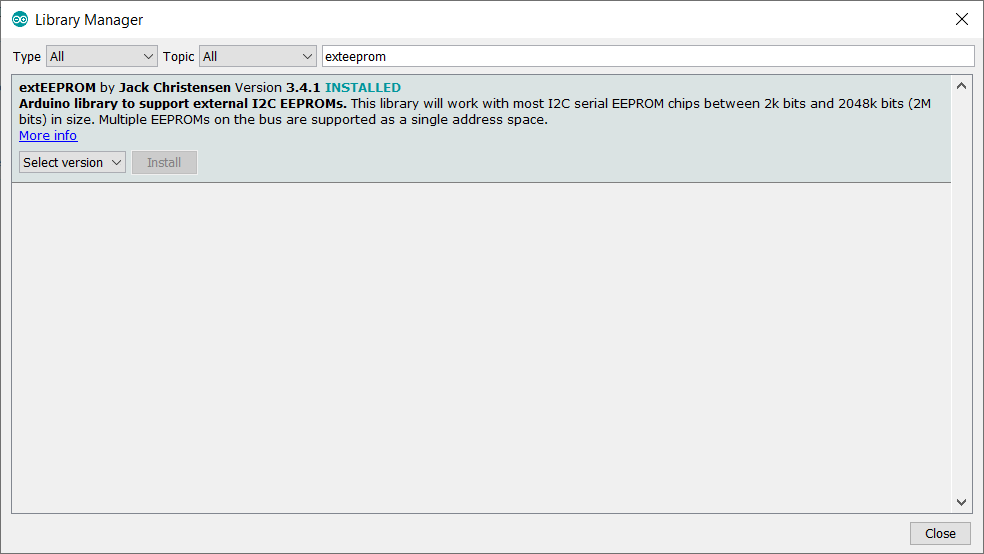 Library Manager
Type All Topic All exteeprom
extEEPROM by Jack Christensen Version 3.4.1 INSTALLED
Arduino library to support external I2C EEPROMs. This library will work with most I2C serial EEPROM chips between 2k bits and 2048k bits (2M
bits) in size. Multiple EEPROMs on the bus are supported as a single address space.
More info
Select version Install
Close